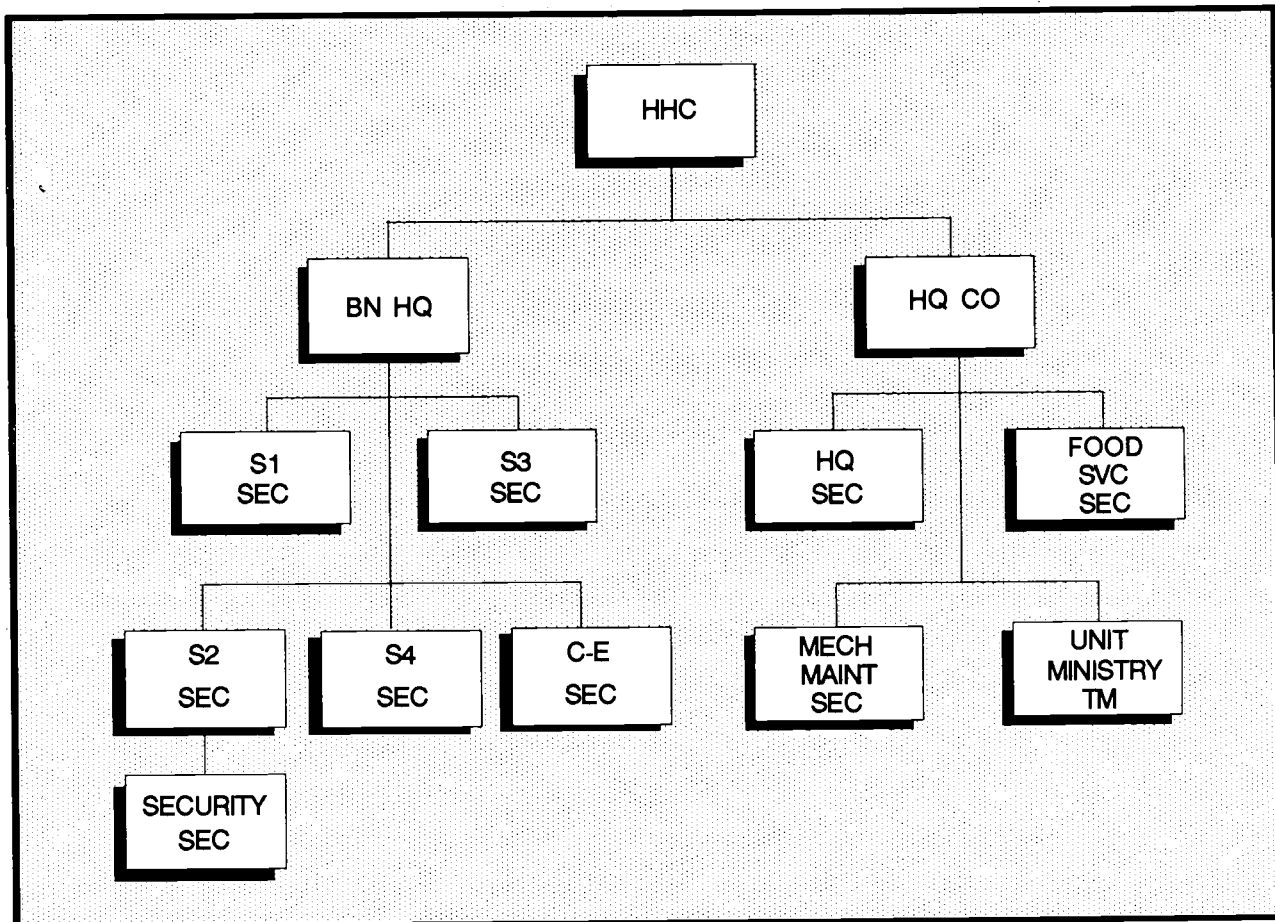 HHC
BN HQ
HQ CO
S1
SEC
S3
SEC
HQ
SEC
FOOD
SVC
SEC
S2
SEC
S4
SEC
C-E
SEC
MECH
MAINT
SEC
UNIT
MINISTRY
TM
SECURITY
SEC